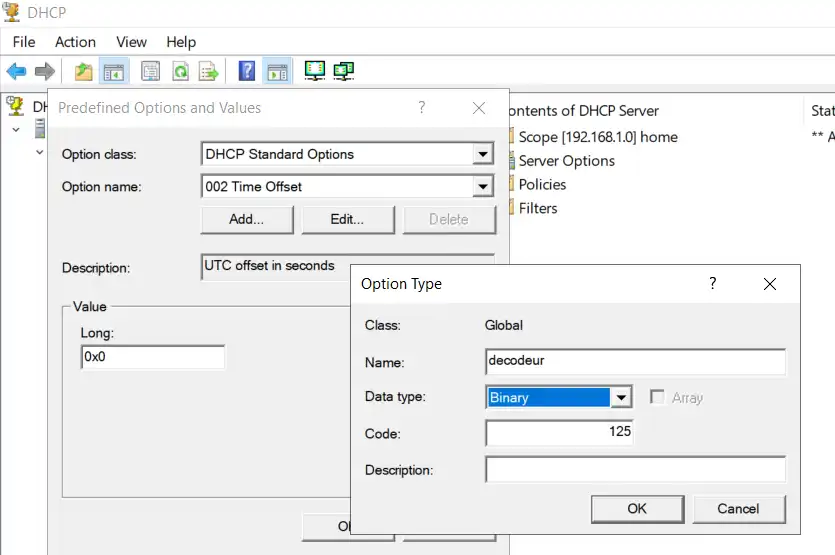 DHCP
File Action View Help
DH
Predefined Options and Values ?
Option class: DHCP Standard Options
Option name: 002 Time Offset
Add... Edit... Delete
Description: UTC offset in seconds
Value
Long:
0x0
ontents of DHCP Server Stat
Scope [192.168.1.0] home ** A
Server Options
Policies
Filters
Option Type ?
Class: Global
Name: decodeur
Data type: Binary Array
Code: 125
Description:
OK Cancel